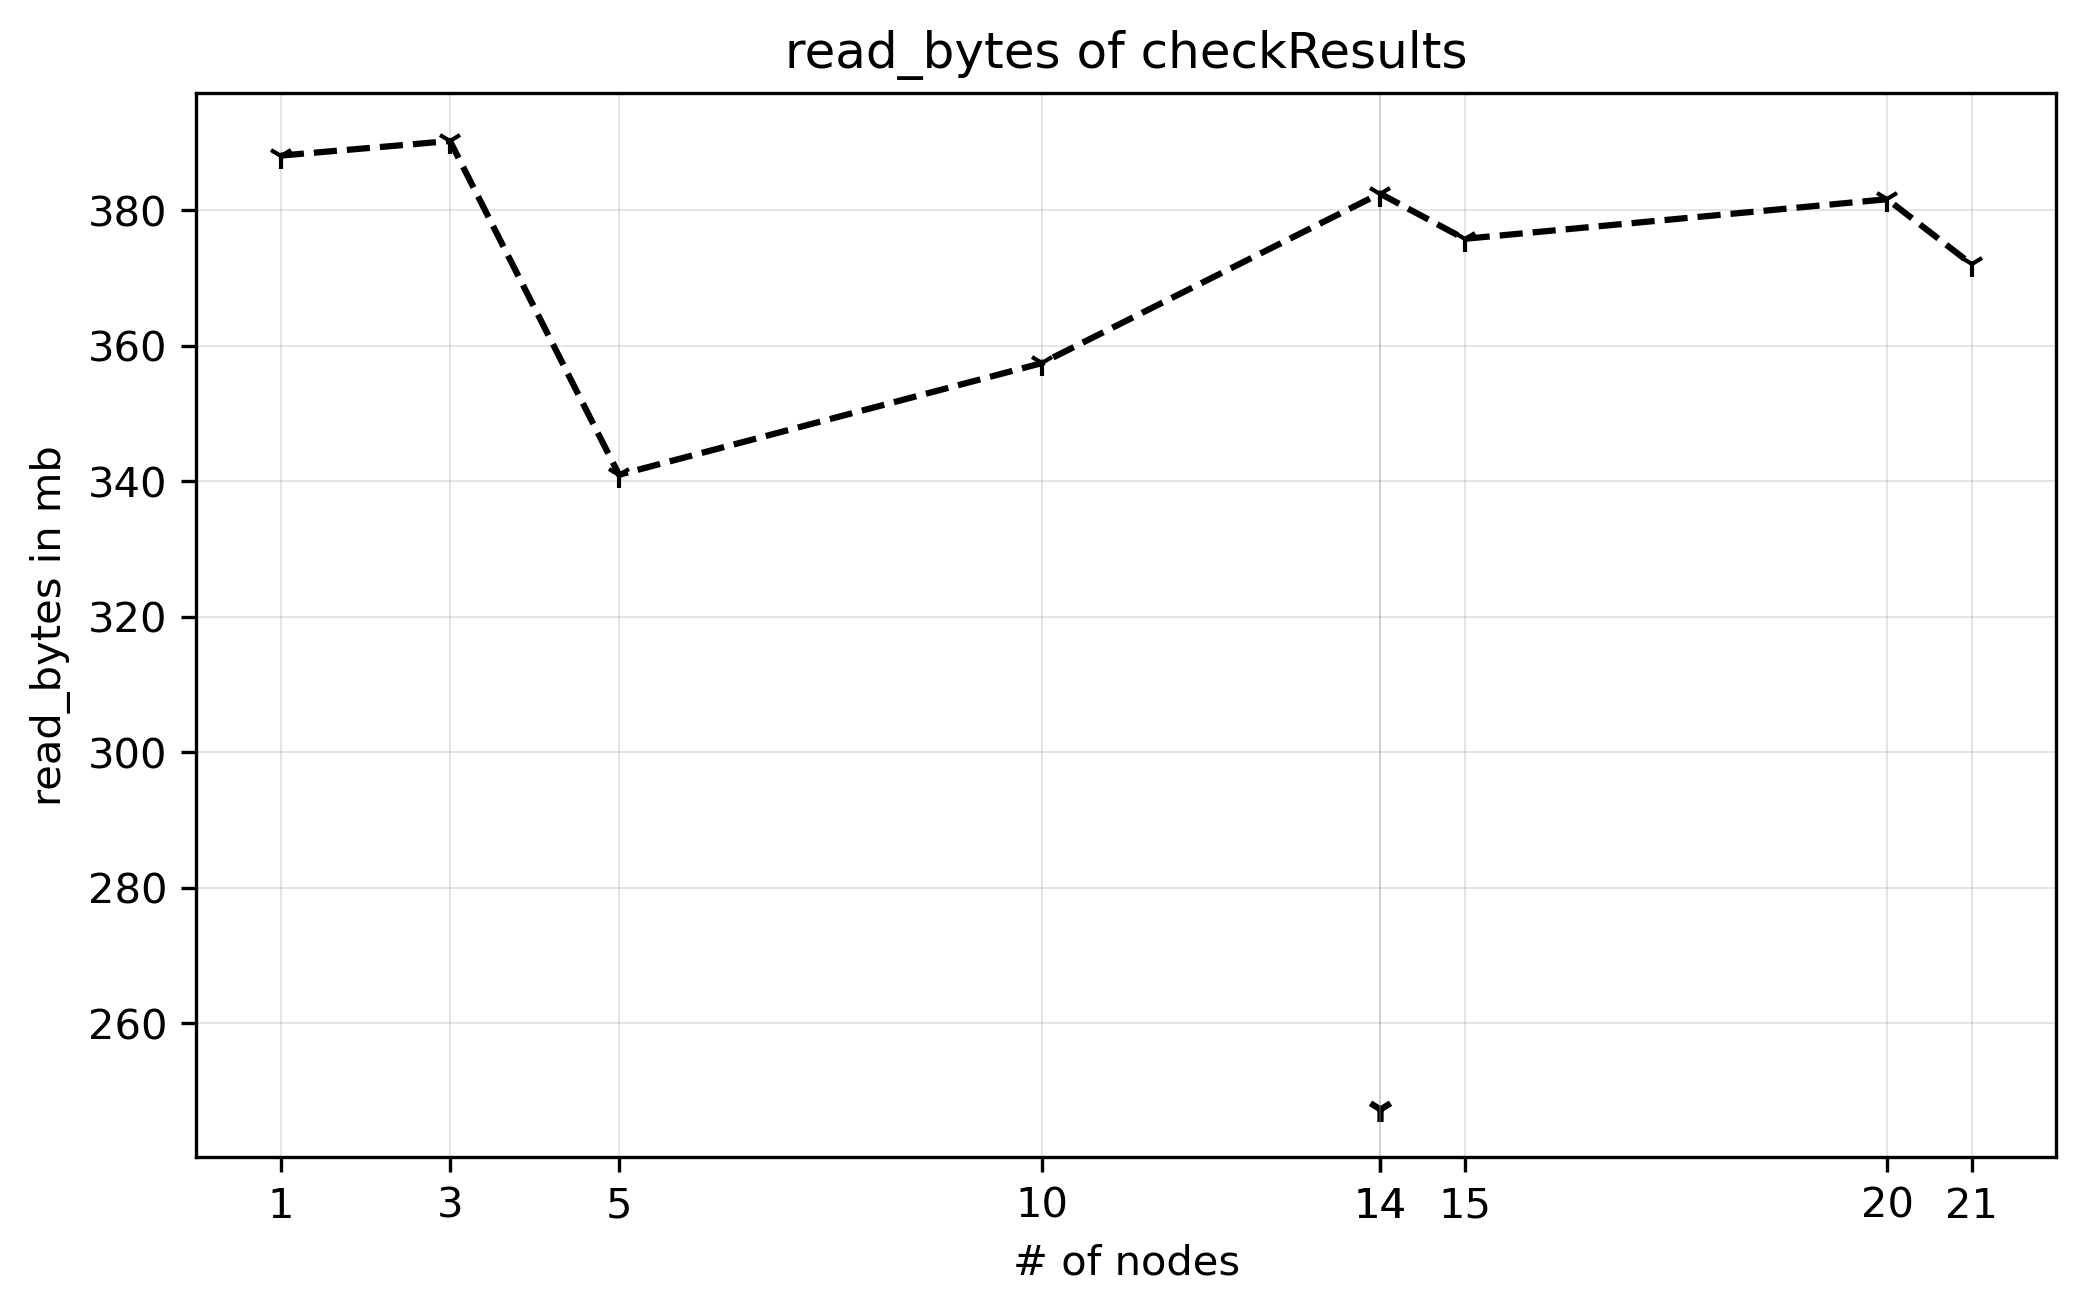 read_bytes of checkResults
read_bytes in mb
380
360
340
320
300
280
260
1 3 5 10 14 15 20 21
# of nodes